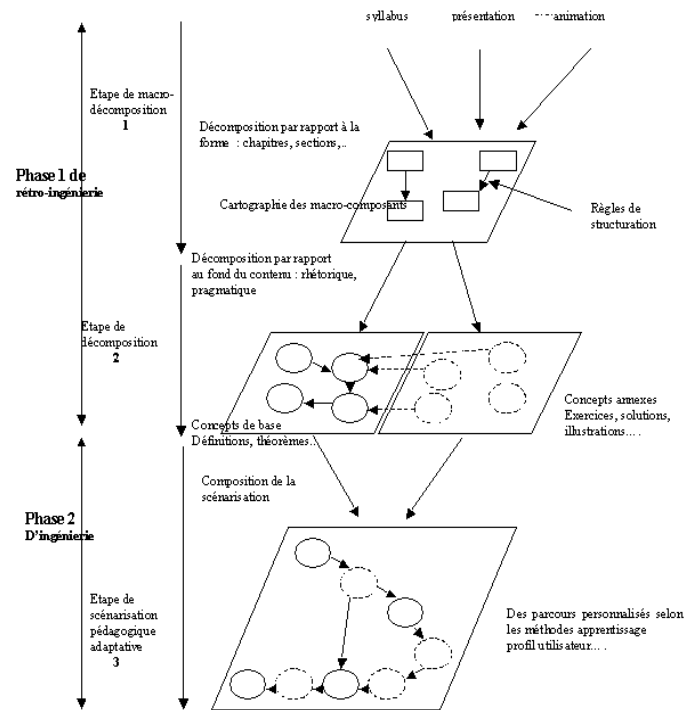 syllabus
présentation
animation
Etape de macro-
décomposition
1
Décomposition par rapport à la
forme : chapitres, sections,..
Phase 1 de
rétro-ingénierie
Cartographie des macro-composants
Règles de
structuration
Décomposition par rapport
au fond du contenu : rhétorique,
pragmatique
Etape de
décomposition
2
Concepts annexes
Exercices, solutions,
illustrations... .
Concepts de base
Définitions, théorèmes...
Composition de la
scénarisation
Phase 2
D'ingénierie
Etape de
scénarisation
pédagogique
adaptative
3
Des parcours personnalisés selon
les méthodes apprentissage
profil utilisateur... .